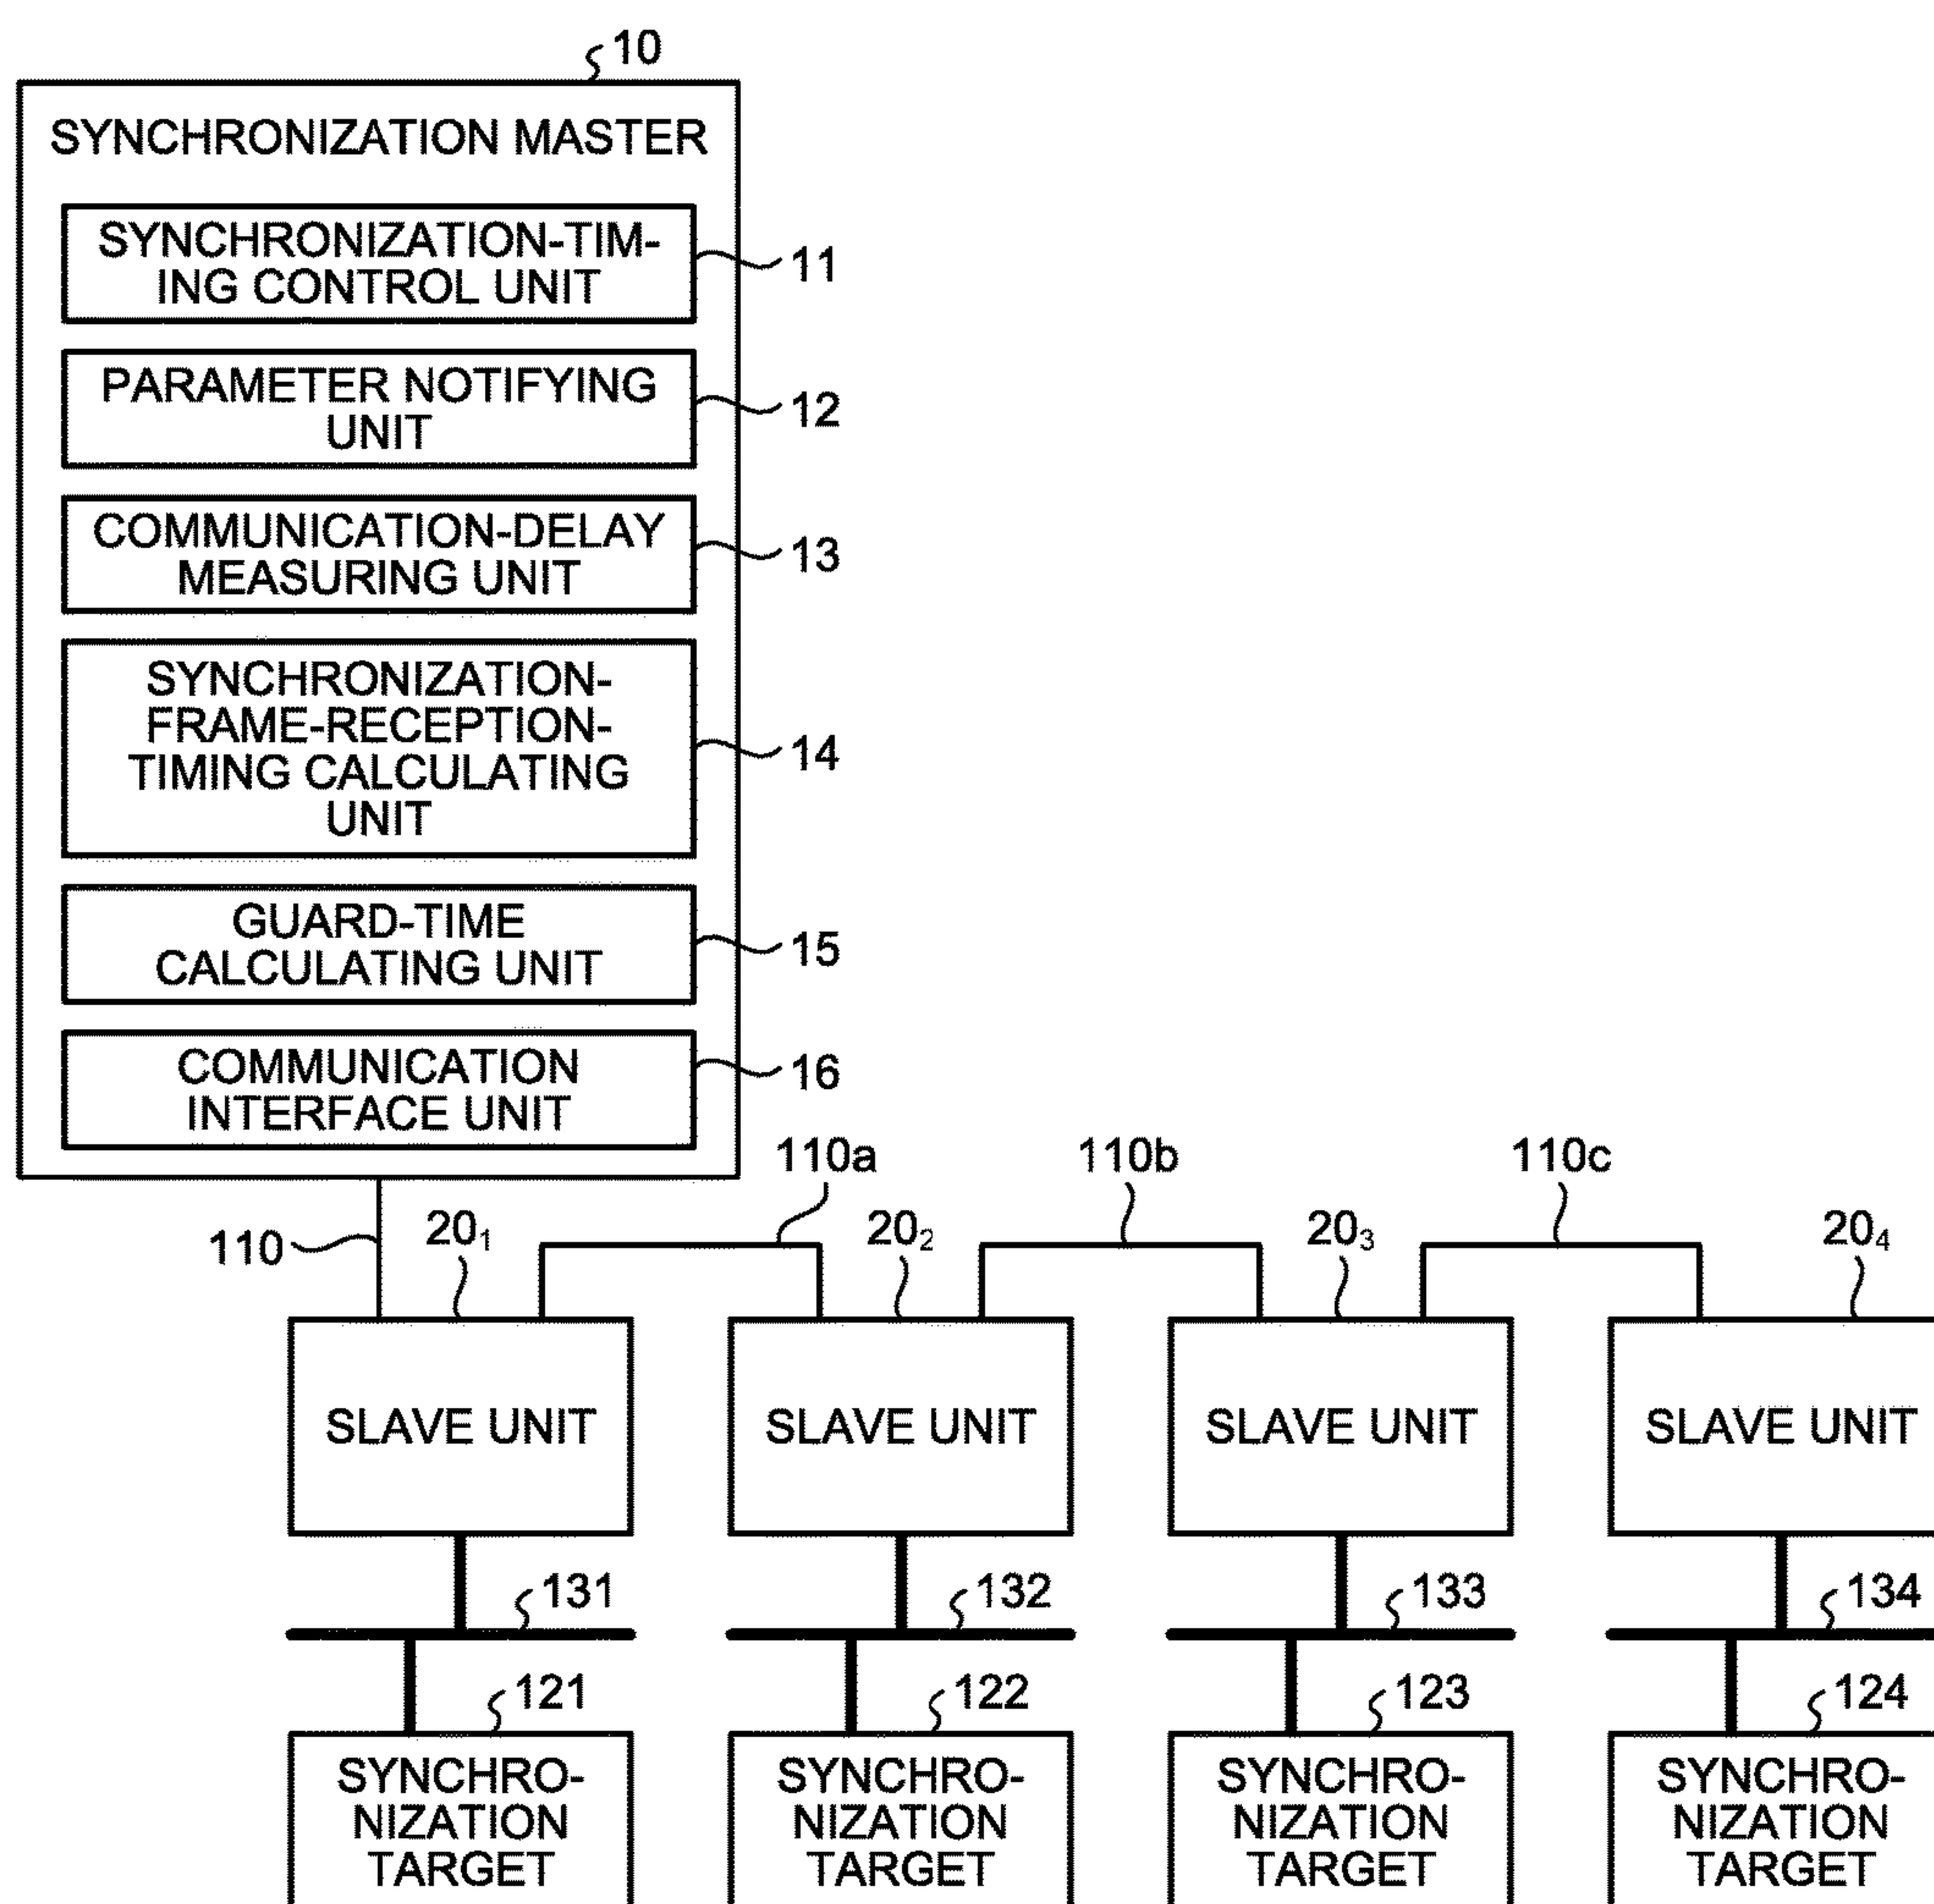 10
SYNCHRONIZATION MASTER
SYNCHRONIZATION-TIM-
ING CONTROL UNIT
11
PARAMETER NOTIFYING
UNIT
12
COMMUNICATION-DELAY
MEASURING UNIT
13
SYNCHRONIZATION-
FRAME-RECEPTION-
TIMING CALCULATING
UNIT
14
GUARD-TIME
CALCULATING UNIT
15
COMMUNICATION
INTERFACE UNIT
16
110a
110b
110c
110
20₁
20₂
20₃
20₄
SLAVE UNIT
SLAVE UNIT
SLAVE UNIT
SLAVE UNIT
131
132
133
134
121
122
123
124
SYNCHRO-
NIZATION
TARGET
SYNCHRO-
NIZATION
TARGET
SYNCHRO-
NIZATION
TARGET
SYNCHRO-
NIZATION
TARGET